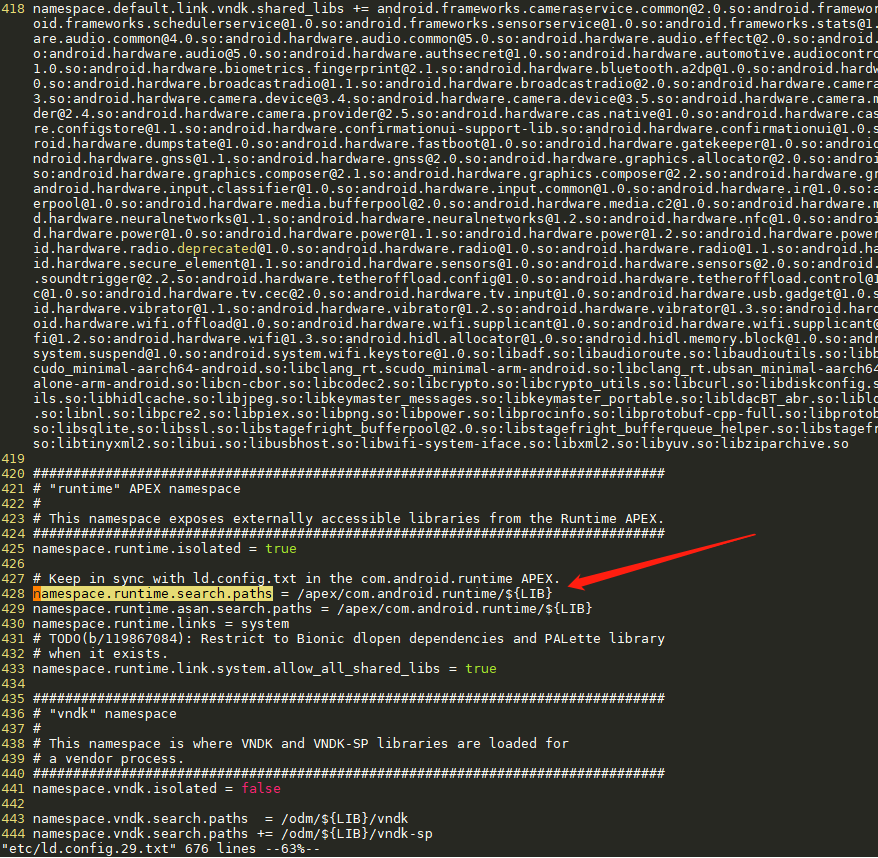 418 namespace.default.link.vndk.shared_libs += android.frameworks.cameraservice.common@2.0.so:android.framewor
oid.frameworks.schedulerservice@1.0.so:android.frameworks.sensorservice@1.0.so:android.frameworks.stats@1.
are.audio.common@4.0.so:android.hardware.audio.common@5.0.so:android.hardware.audio.effect@2.0.so:android.
o:android.hardware.audio@5.0.so:android.hardware.authsecret@1.0.so:android.hardware.automotive.audiocontro
1.0.so:android.hardware.biometrics.fingerprint@2.1.so:android.hardware.bluetooth.a2dp@1.0.so:android.hardw
0.so:android.hardware.broadcastradio@1.1.so:android.hardware.broadcastradio@2.0.so:android.hardware.camera
3.so:android.hardware.camera.device@3.4.so:android.hardware.camera.device@3.5.so:android.hardware.camera.m
der@2.4.so:android.hardware.camera.provider@2.5.so:android.hardware.cas.native@1.0.so:android.hardware.cas
re.configstore@1.1.so:android.hardware.confirmationui-support-lib.so:android.hardware.confirmationui@1.0.s
roid.hardware.dumpstate@1.0.so:android.hardware.fastboot@1.0.so:android.hardware.gatekeeper@1.0.so:android
ndroid.hardware.gnss@1.1.so:android.hardware.gnss@2.0.so:android.hardware.graphics.allocator@2.0.so:androi
so:android.hardware.graphics.composer@2.1.so:android.hardware.graphics.composer@2.2.so:android.hardware.gr
android.hardware.input.classifier@1.0.so:android.hardware.input.common@1.0.so:android.hardware.ir@1.0.so:a
erpool@1.0.so:android.hardware.media.bufferpool@2.0.so:android.hardware.media.c2@1.0.so:android.hardware.m
d.hardware.neuralnetworks@1.1.so:android.hardware.neuralnetworks@1.2.so:android.hardware.nfc@1.0.so:androi
d.hardware.power@1.0.so:android.hardware.power@1.1.so:android.hardware.power@1.2.so:android.hardware.power
id.hardware.radio.deprecated@1.0.so:android.hardware.radio@1.0.so:android.hardware.radio@1.1.so:android.ha
id.hardware.secure_element@1.1.so:android.hardware.sensors@1.0.so:android.hardware.sensors@2.0.so:android.
.soundtrigger@2.2.so:android.hardware.tetheroffload.config@1.0.so:android.hardware.tetheroffload.control@1
c@1.0.so:android.hardware.tv.cec@2.0.so:android.hardware.tv.input@1.0.so:android.hardware.usb.gadget@1.0.s
id.hardware.vibrator@1.1.so:android.hardware.vibrator@1.2.so:android.hardware.vibrator@1.3.so:android.hard
oid.hardware.wifi.offload@1.0.so:android.hardware.wifi.supplicant@1.0.so:android.hardware.wifi.supplicant@
fi@1.2.so:android.hardware.wifi@1.3.so:android.hidl.allocator@1.0.so:android.hidl.memory.block@1.0.so:andr
system.suspend@1.0.so:android.system.wifi.keystore@1.0.so:libadf.so:libaudioroute.so:libaudioutils.so:libb
cudo_minimal-aarch64-android.so:libclang_rt.scudo_minimal-arm-android.so:libclang_rt.ubsan_minimal-aarch64
alone-arm-android.so:libcn-cbor.so:libcodec2.so:libcrypto.so:libcrypto_utils.so:libcurl.so:libdiskconfig.s
ils.so:libhidlcache.so:libjpeg.so:libkeymaster_messages.so:libkeymaster_portable.so:libldacBT_abr.so:libld
.so:libnl.so:libpcre2.so:libpiex.so:libpng.so:libpower.so:libprocinfo.so:libprotobuf-cpp-full.so:libprotob
so:libsqlite.so:libssl.so:libstagefright_bufferpool@2.0.so:libstagefright_bufferqueue_helper.so:libstagefr
so:libtinyxml2.so:libui.so:libusbhost.so:libwifi-system-iface.so:libxml2.so:libyuv.so:libziparchive.so
419
420 ##############################################################################
421 # "runtime" APEX namespace
422 #
423 # This namespace exposes externally accessible libraries from the Runtime APEX.
424 ##############################################################################
425 namespace.runtime.isolated = true
426
427 # Keep in sync with ld.config.txt in the com.android.runtime APEX.
428 namespace.runtime.search.paths = /apex/com.android.runtime/${LIB}
429 namespace.runtime.asan.search.paths = /apex/com.android.runtime/${LIB}
430 namespace.runtime.links = system
431 # TODO(b/119867084): Restrict to Bionic dlopen dependencies and PALette library
432 # when it exists.
433 namespace.runtime.link.system.allow_all_shared_libs = true
434
435 ##############################################################################
436 # "vndk" namespace
437 #
438 # This namespace is where VNDK and VNDK-SP libraries are loaded for
439 # a vendor process.
440 ##############################################################################
441 namespace.vndk.isolated = false
442
443 namespace.vndk.search.paths  = /odm/${LIB}/vndk
444 namespace.vndk.search.paths += /odm/${LIB}/vndk-sp
"etc/ld.config.29.txt" 676 lines --63%--